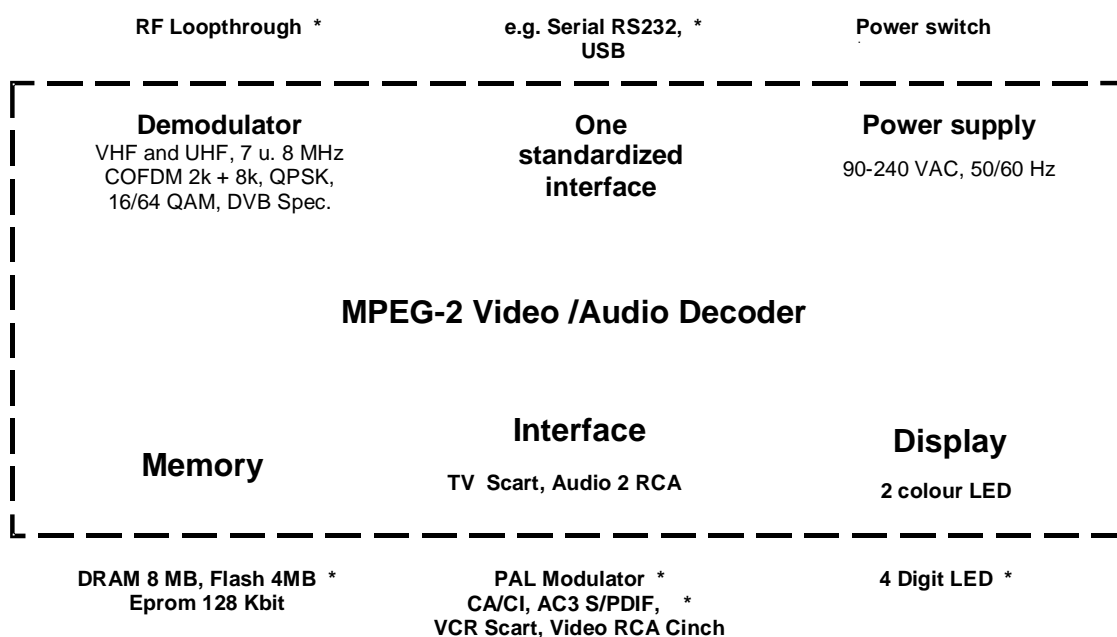 RF Loopthrough *
e.g. Serial RS232, *
USB
Power switch
Demodulator
VHF and UHF, 7 u. 8 MHz
COFDM 2k + 8k, QPSK,
16/64 QAM, DVB Spec.
One
standardized
interface
Power supply
90-240 VAC, 50/60 Hz
MPEG-2 Video /Audio Decoder
Memory
Interface
TV Scart, Audio 2 RCA
Display
2 colour LED
DRAM 8 MB, Flash 4MB *
Eprom 128 Kbit
PAL Modulator *
CA/CI, AC3 S/PDIF, *
VCR Scart, Video RCA Cinch
4 Digit LED *